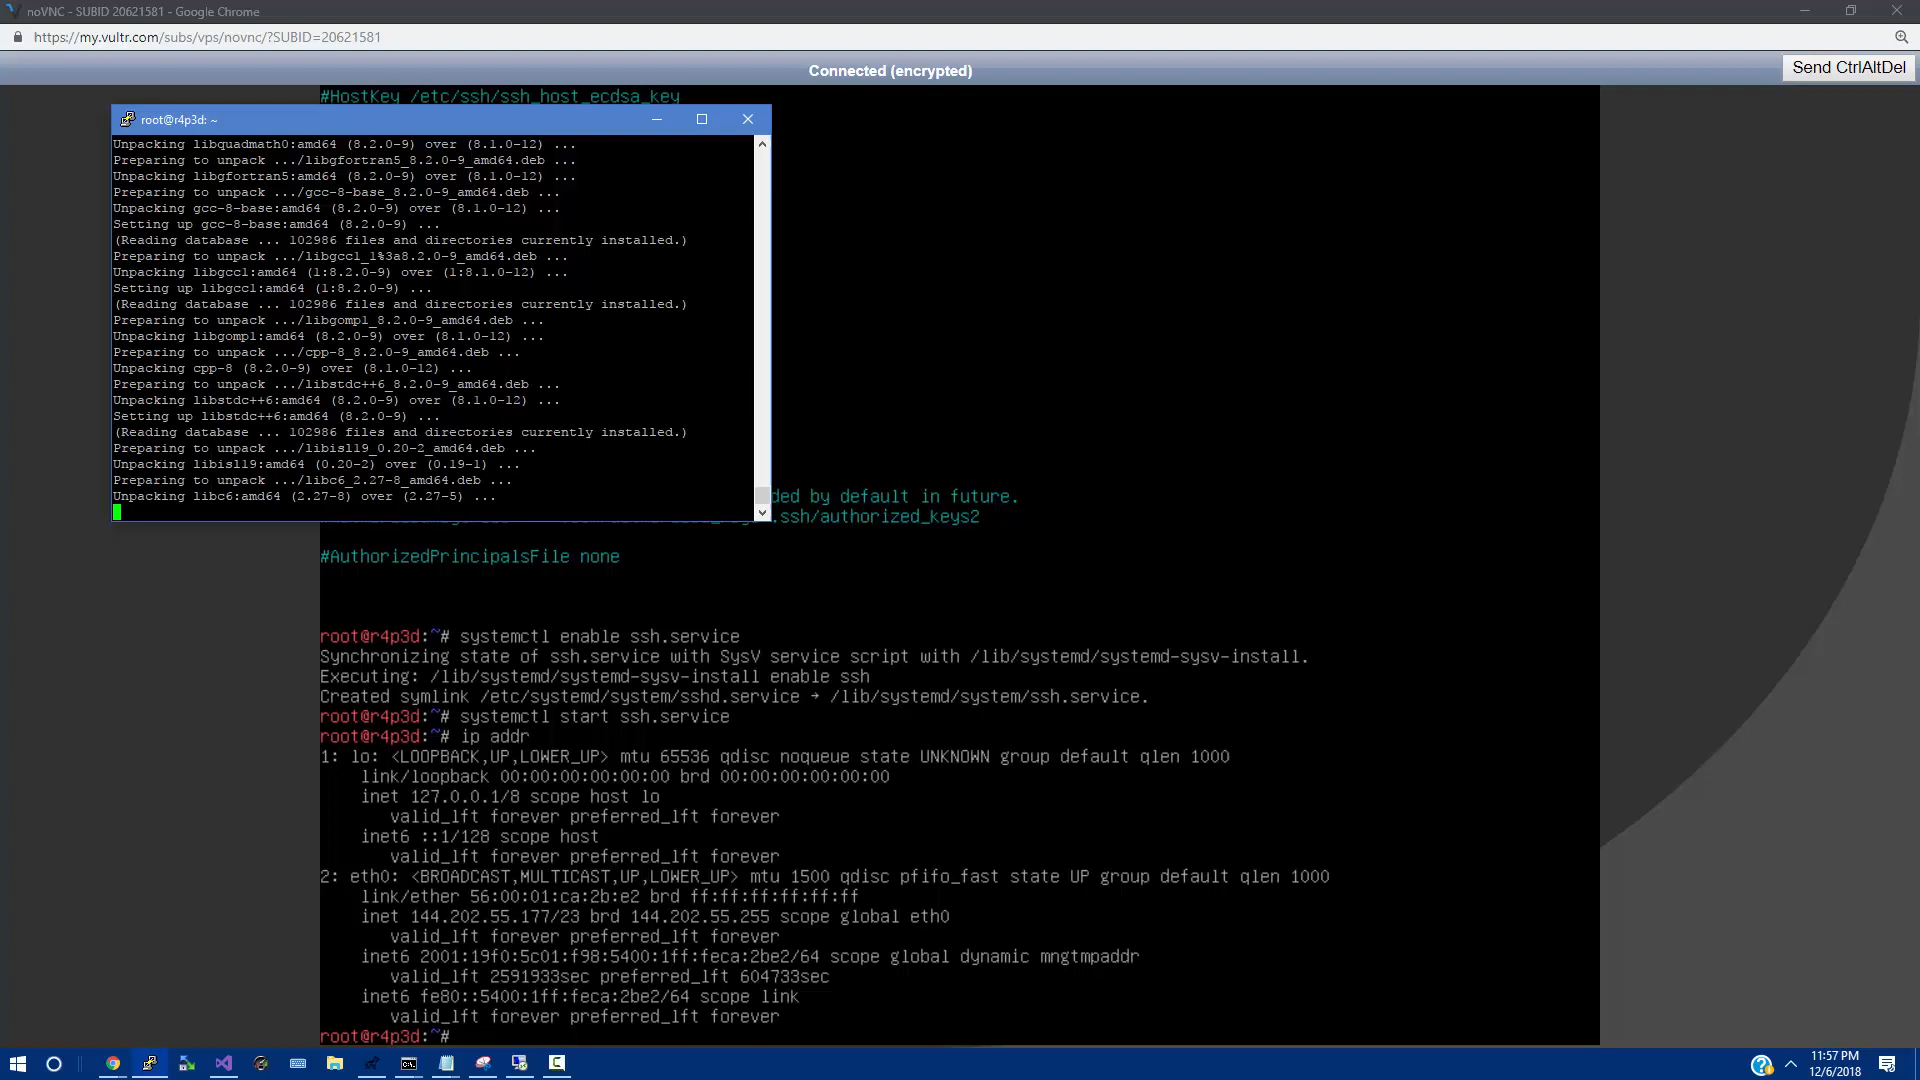 noVNC - SUBID 20621581 - Google Chrome
https://my.vultr.com/subs/vps/novnc/?SUBID=20621581
Connected (encrypted)
Send CtrlAltDel
#HostKey /etc/ssh/ssh_host_ecdsa_key
root@r4p3d: ~
Unpacking libquadmath0:amd64 (8.2.0-9) over (8.1.0-12) ...
Preparing to unpack .../libgfortran5_8.2.0-9_amd64.deb ...
Unpacking libgfortran5:amd64 (8.2.0-9) over (8.1.0-12) ...
Preparing to unpack .../gcc-8-base_8.2.0-9_amd64.deb ...
Unpacking gcc-8-base:amd64 (8.2.0-9) over (8.1.0-12) ...
Setting up gcc-8-base:amd64 (8.2.0-9) ...
(Reading database ... 102986 files and directories currently installed.)
Preparing to unpack .../libgcc1_1%3a8.2.0-9_amd64.deb ...
Unpacking libgcc1:amd64 (1:8.2.0-9) over (1:8.1.0-12) ...
Setting up libgcc1:amd64 (1:8.2.0-9) ...
(Reading database ... 102986 files and directories currently installed.)
Preparing to unpack .../libgomp1_8.2.0-9_amd64.deb ...
Unpacking libgomp1:amd64 (8.2.0-9) over (8.1.0-12) ...
Preparing to unpack .../cpp-8_8.2.0-9_amd64.deb ...
Unpacking cpp-8 (8.2.0-9) over (8.1.0-12) ...
Preparing to unpack .../libstdc++6_8.2.0-9_amd64.deb ...
Unpacking libstdc++6:amd64 (8.2.0-9) over (8.1.0-12) ...
Setting up libstdc++6:amd64 (8.2.0-9) ...
(Reading database ... 102986 files and directories currently installed.)
Preparing to unpack .../libisl19_0.20-2_amd64.deb ...
Unpacking libisl19:amd64 (0.20-2) over (0.19-1) ...
Preparing to unpack .../libc6_2.27-8_amd64.deb ...
Unpacking libc6:amd64 (2.27-8) over (2.27-5) ...
ded by default in future.
.ssh/authorized_keys2
#AuthorizedPrincipalsFile none
root@r4p3d:~# systemctl enable ssh.service
Synchronizing state of ssh.service with SysV service script with /lib/systemd/systemd-sysv-install.
Executing: /lib/systemd/systemd-sysv-install enable ssh
Created symlink /etc/systemd/system/sshd.service → /lib/systemd/system/ssh.service.
root@r4p3d:~# systemctl start ssh.service
root@r4p3d:~# ip addr
1: lo: <LOOPBACK,UP,LOWER_UP> mtu 65536 qdisc noqueue state UNKNOWN group default qlen 1000
link/loopback 00:00:00:00:00:00 brd 00:00:00:00:00:00
inet 127.0.0.1/8 scope host lo
valid_lft forever preferred_lft forever
inet6 ::1/128 scope host
valid_lft forever preferred_lft forever
2: eth0: <BROADCAST,MULTICAST,UP,LOWER_UP> mtu 1500 qdisc pfifo_fast state UP group default qlen 1000
link/ether 56:00:01:ca:2b:e2 brd ff:ff:ff:ff:ff:ff
inet 144.202.55.177/23 brd 144.202.55.255 scope global eth0
valid_lft forever preferred_lft forever
inet6 2001:19f0:5c01:f98:5400:1ff:feca:2be2/64 scope global dynamic mngtmpaddr
valid_lft 2591933sec preferred_lft 604733sec
inet6 fe80::5400:1ff:feca:2be2/64 scope link
valid_lft forever preferred_lft forever
root@r4p3d:~#
11:57 PM
12/6/2018